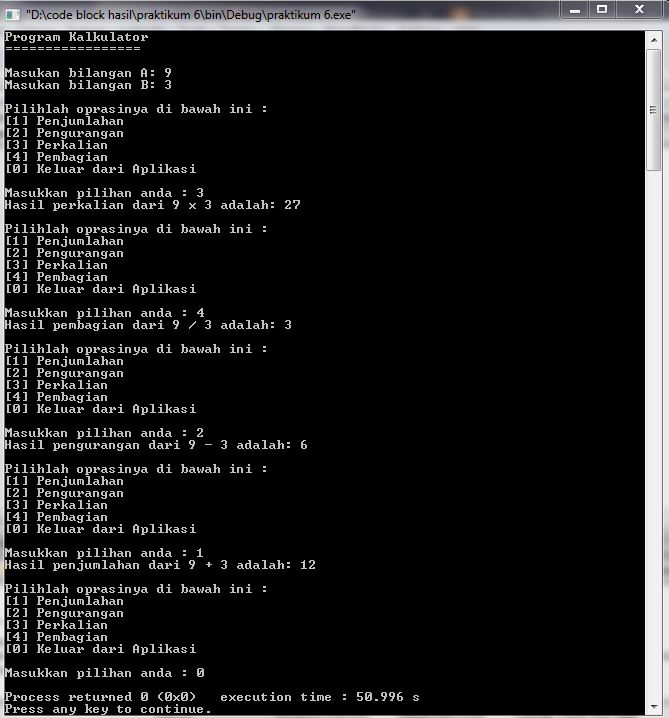 "D:\code block hasil\praktikum 6\bin\Debug\praktikum 6.exe"
Program Kalkulator
=================
Masukan bilangan A: 9
Masukan bilangan B: 3
Pilihlah oprasinya di bawah ini :
[1] Penjumlahan
[2] Pengurangan
[3] Perkalian
[4] Pembagian
[0] Keluar dari Aplikasi
Masukkan pilihan anda : 3
Hasil perkalian dari 9 x 3 adalah: 27
Pilihlah oprasinya di bawah ini :
[1] Penjumlahan
[2] Pengurangan
[3] Perkalian
[4] Pembagian
[0] Keluar dari Aplikasi
Masukkan pilihan anda : 4
Hasil pembagian dari 9 / 3 adalah: 3
Pilihlah oprasinya di bawah ini :
[1] Penjumlahan
[2] Pengurangan
[3] Perkalian
[4] Pembagian
[0] Keluar dari Aplikasi
Masukkan pilihan anda : 2
Hasil pengurangan dari 9 - 3 adalah: 6
Pilihlah oprasinya di bawah ini :
[1] Penjumlahan
[2] Pengurangan
[3] Perkalian
[4] Pembagian
[0] Keluar dari Aplikasi
Masukkan pilihan anda : 1
Hasil penjumlahan dari 9 + 3 adalah: 12
Pilihlah oprasinya di bawah ini :
[1] Penjumlahan
[2] Pengurangan
[3] Perkalian
[4] Pembagian
[0] Keluar dari Aplikasi
Masukkan pilihan anda : 0
Process returned 0 (0x0)   execution time : 50.996 s
Press any key to continue.